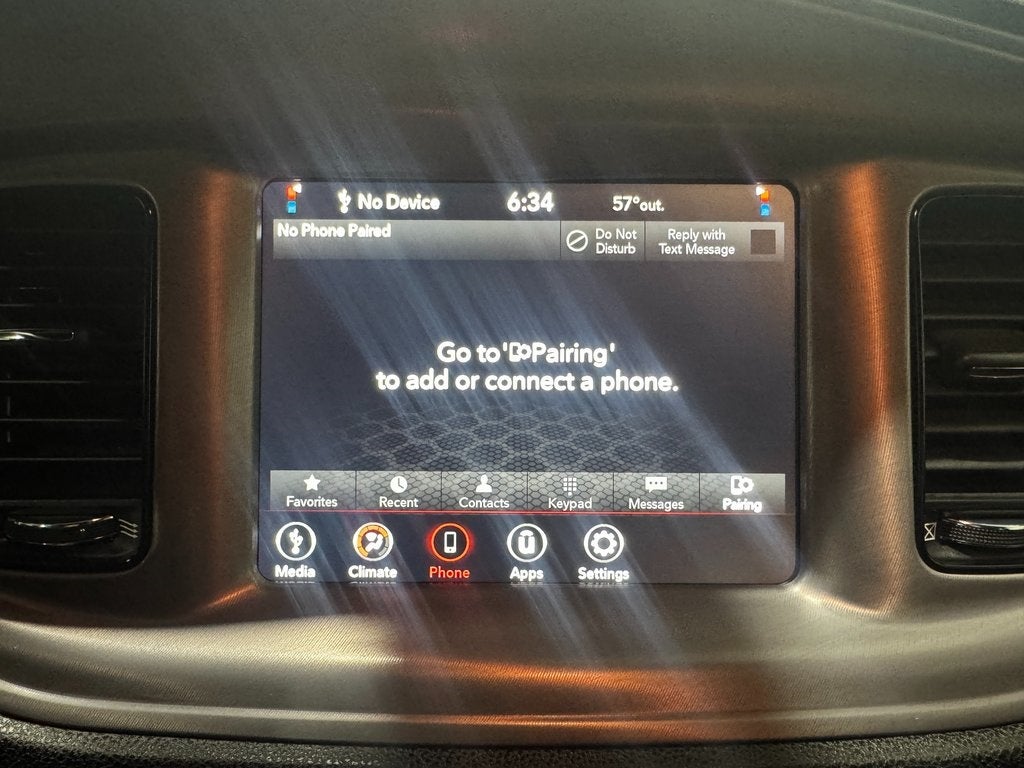 No Device 6:34 57°out.
No Phone Paired
Do Not
Disturb
Reply with
Text Message
Go to 'Pairing'
to add or connect a phone.
Favorites Recent Contacts Keypad Messages Pairing
Media Climate Phone Apps Settings